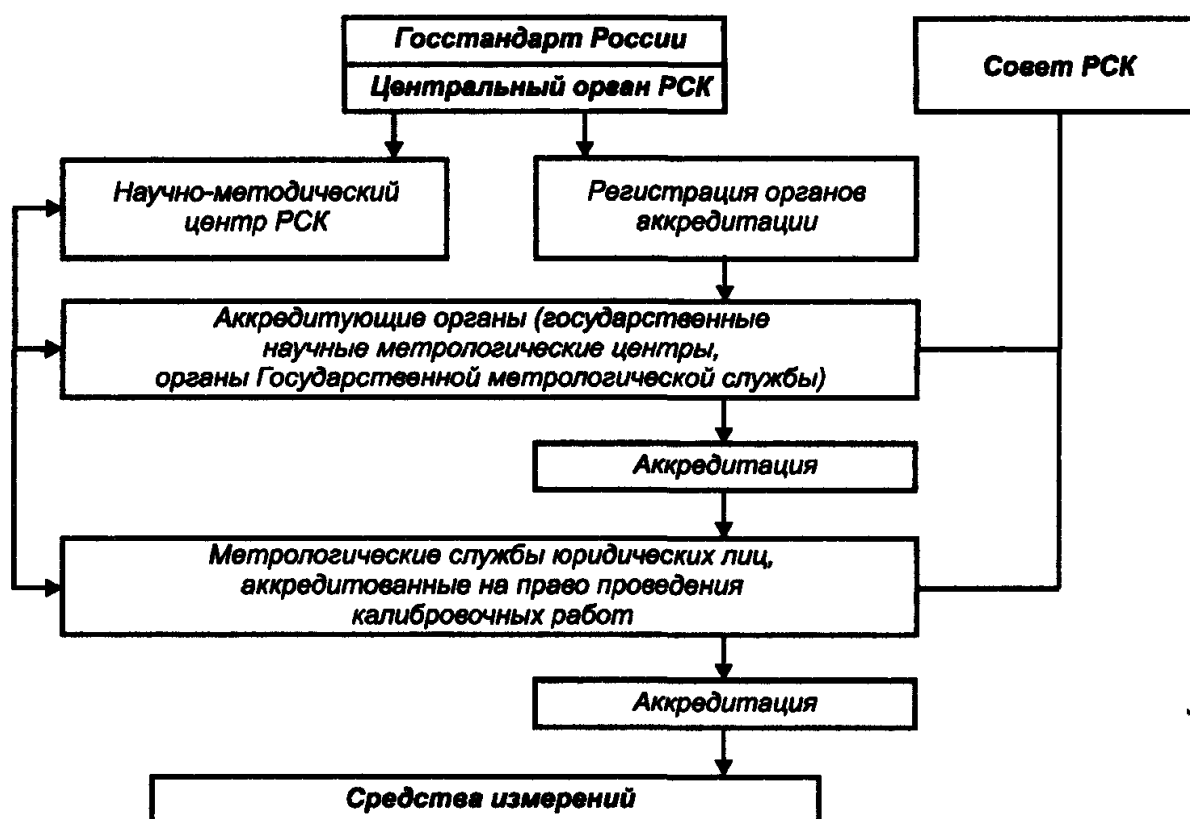 Госстандарт России
Центральный орган РСК
Совет РСК
Научно-методический
центр РСК
Регистрация органов
аккредитации
Аккредитующие органы (государственные
научные метрологические центры,
органы Государственной метрологической службы)
Аккредитация
Метрологические службы юридических лиц,
аккредитованные на право проведения
калибровочных работ
Аккредитация
Средства измерений